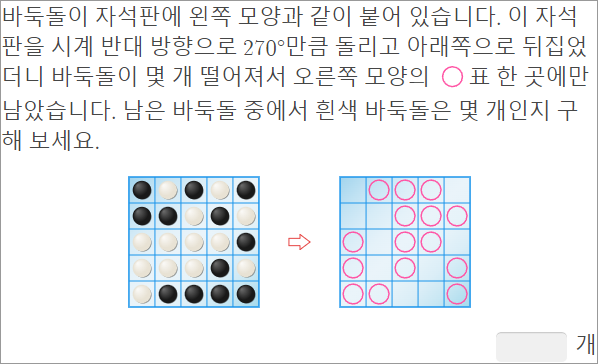 바둑돌이 자석판에 왼쪽 모양과 같이 붙어 있습니다. 이 자석
판을 시계 반대 방향으로 270°만큼 돌리고 아래쪽으로 뒤집었
더니 바둑돌이 몇 개 떨어져서 오른쪽 모양의 ○ 표 한 곳에만
남았습니다. 남은 바둑돌 중에서 흰색 바둑돌은 몇 개인지 구
해 보세요.
개